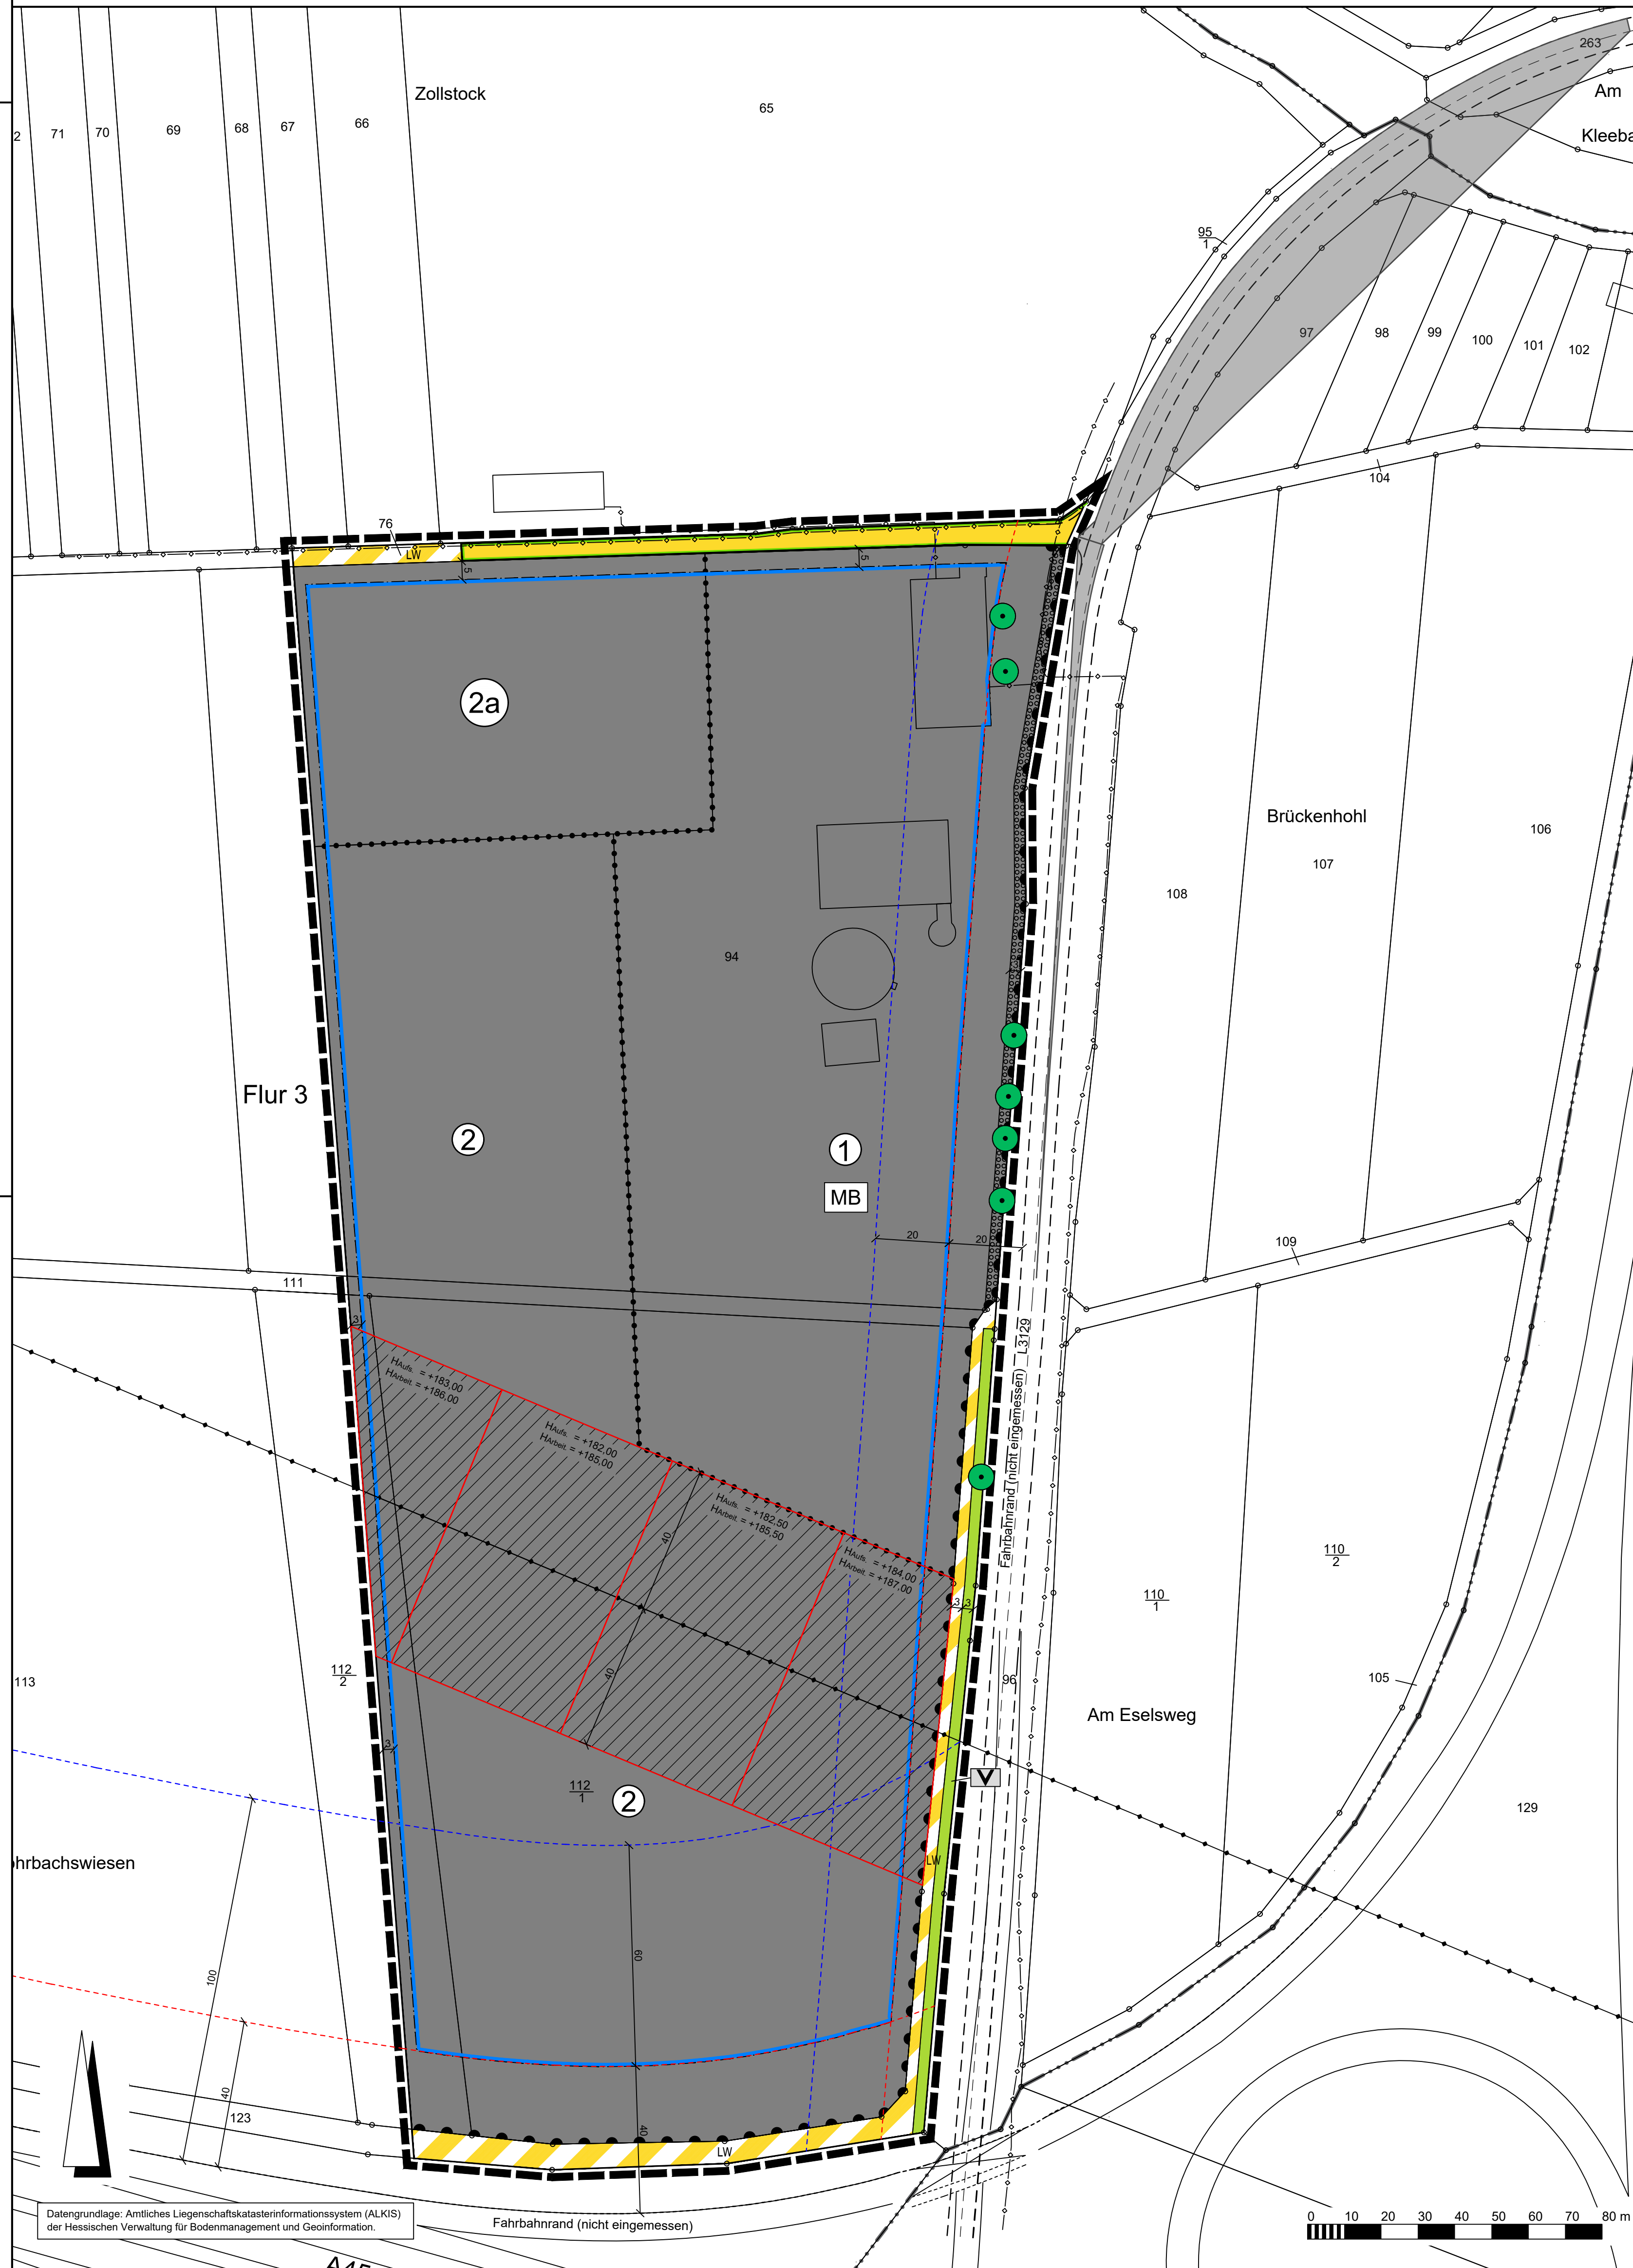 263
Zollstock
65
Am
2
71
70
69
68
67
66
95
1
97
98
99
100
101
102
104
76
LW
5
5
2a
Brückenhohl
106
107
108
94
Flur 3
2
1
MB
20
20
109
111
3
L3129
Fahrbahnrand (nicht eingemessen)
HAufs. = +183,00
HArbeit. = +186,00
HAufs. = +182,00
HArbeit. = +185,00
HAufs. = +182,50
HArbeit. = +185,50
HAufs. = +184,00
HArbeit. = +187,00
40
40
3
3
110
2
110
1
113
112
2
96
105
Am Eselsweg
3
V
112
1
2
129
LW
60
100
40
123
40
LW
Datengrundlage: Amtliches Liegenschaftskatasterinformationssystem (ALKIS)
der Hessischen Verwaltung für Bodenmanagement und Geoinformation.
Fahrbahnrand (nicht eingemessen)
0 10 20 30 40 50 60 70 80 m